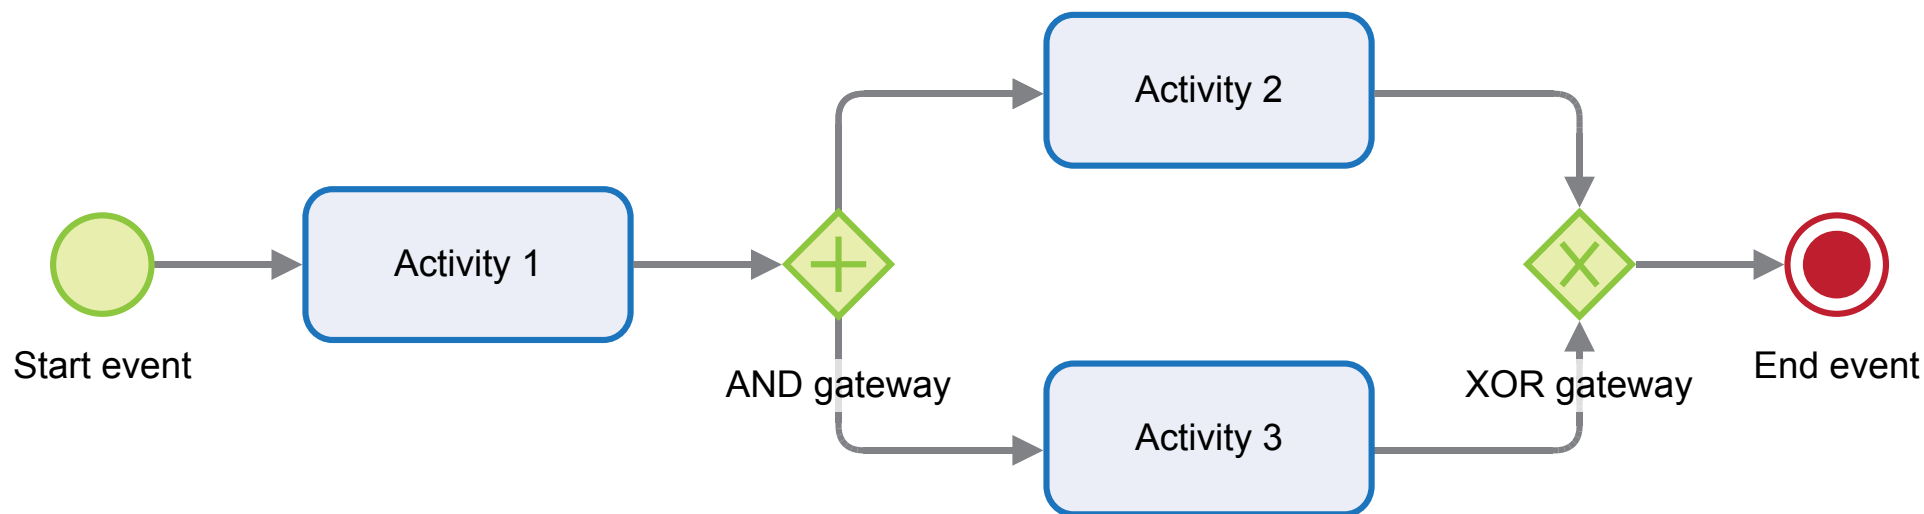 Activity 2
Activity 1
Start event
AND gateway
XOR gateway
End event
Activity 3